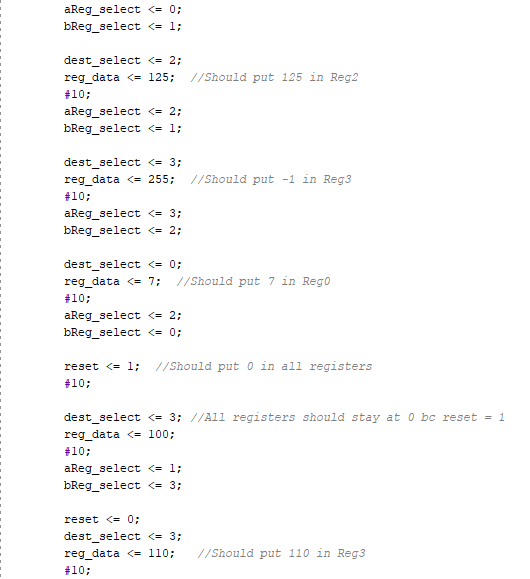 aReg_select <= 0;
bReg_select <= 1;
dest_select <= 2;
reg_data <= 125;  //Should put 125 in Reg2
#10;
aReg_select <= 2;
bReg_select <= 1;
dest_select <= 3;
reg_data <= 255;  //Should put -1 in Reg3
#10;
aReg_select <= 3;
bReg_select <= 2;
dest_select <= 0;
reg_data <= 7;  //Should put 7 in Reg0
#10;
aReg_select <= 2;
bReg_select <= 0;
reset <= 1;  //Should put 0 in all registers
#10;
dest_select <= 3; //All registers should stay at 0 bc reset = 1
reg_data <= 100;
#10;
aReg_select <= 1;
bReg_select <= 3;
reset <= 0;
dest_select <= 3;
reg_data <= 110;   //Should put 110 in Reg3
#10;